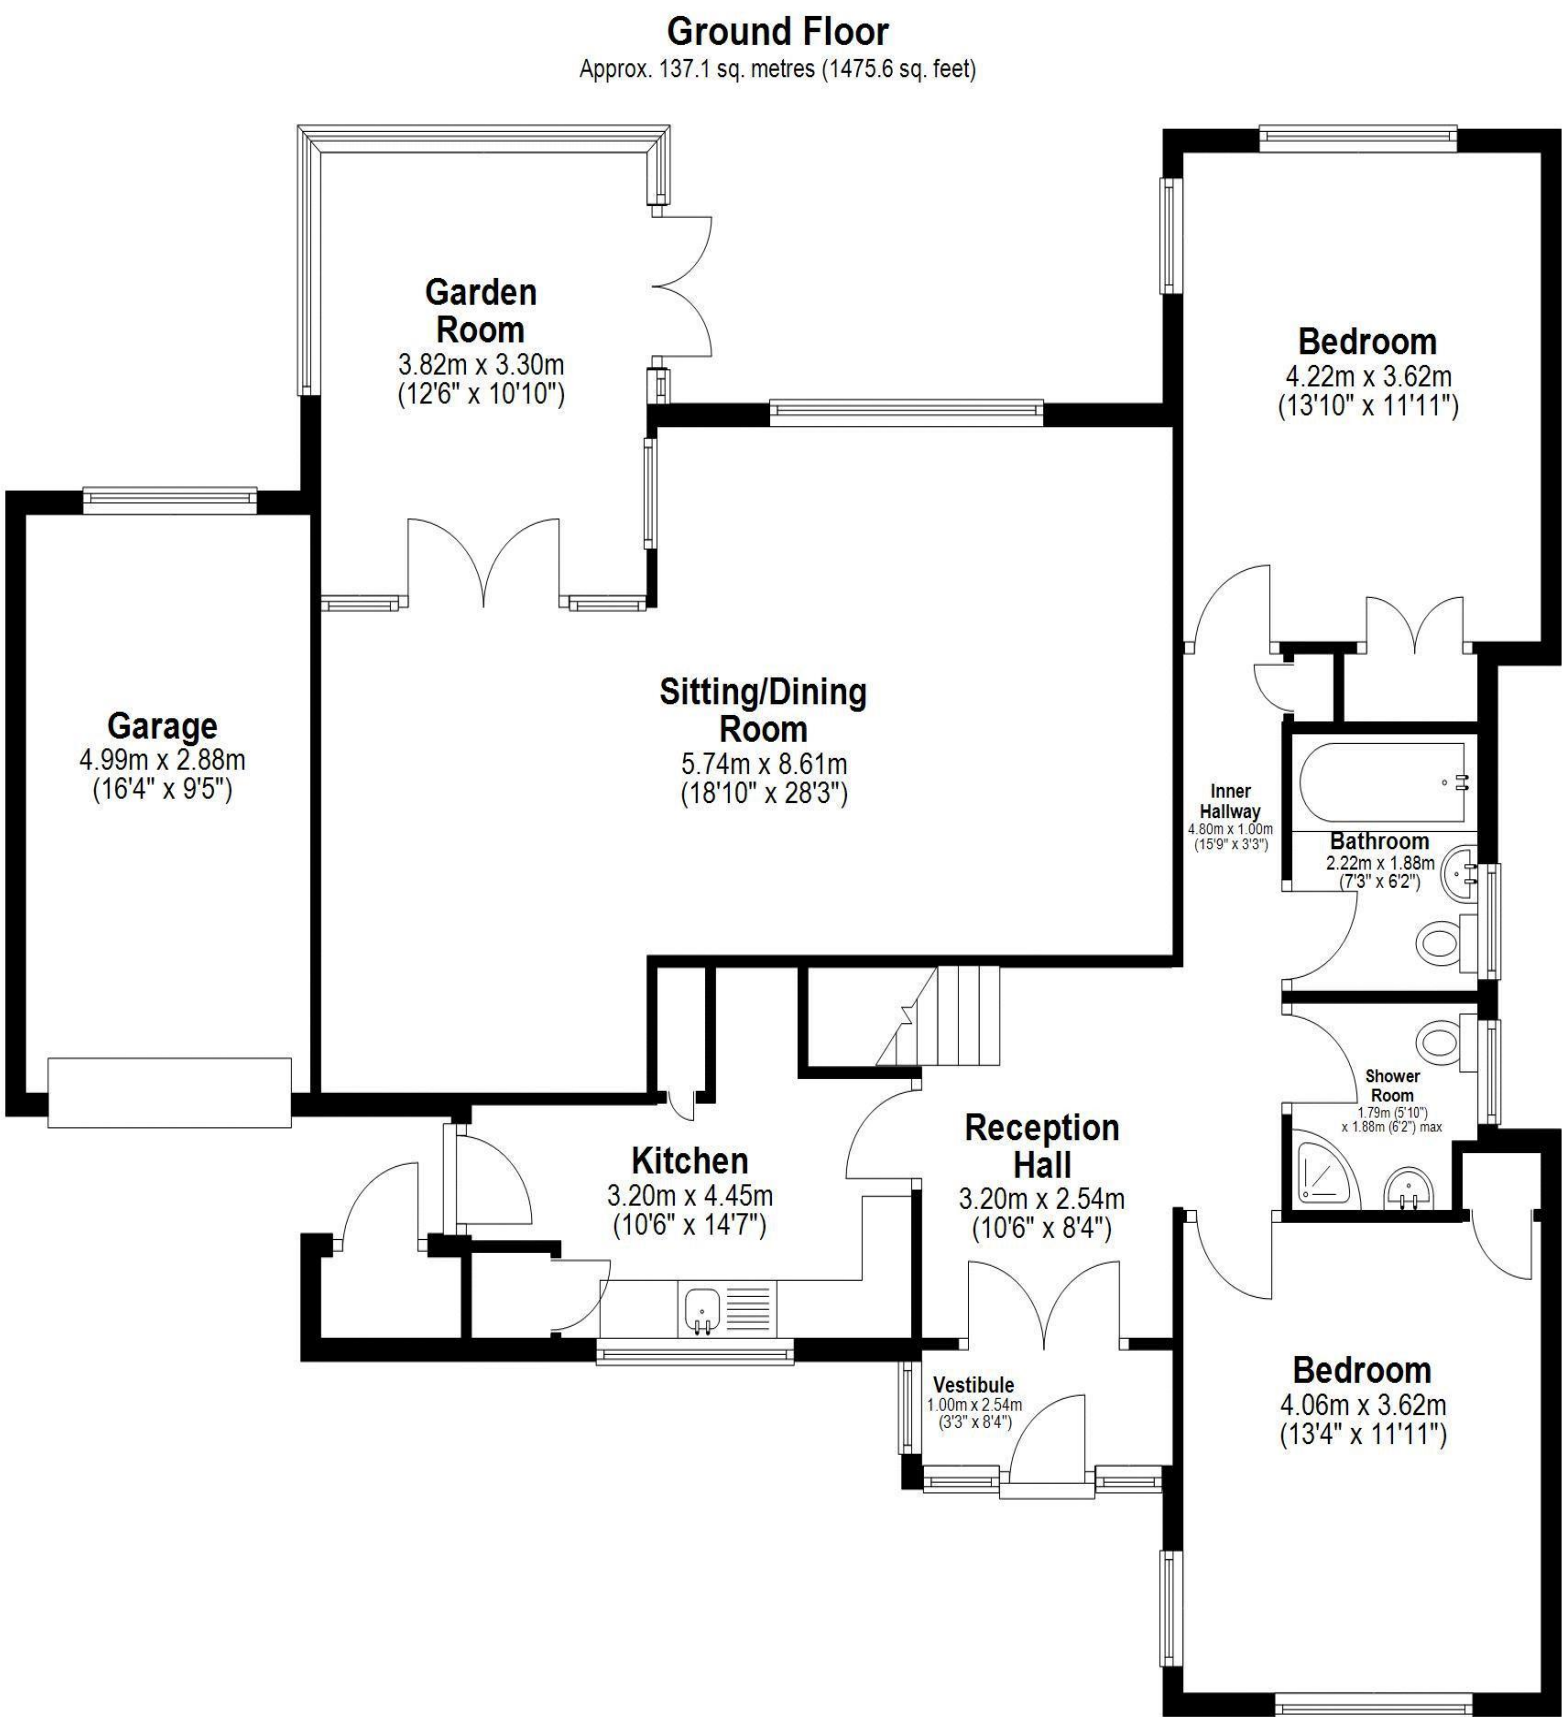 Ground Floor
Approx. 137.1 sq. metres (1475.6 sq. feet)
Garden
Room
3.82m x 3.30m
(12'6" x 10'10")
Bedroom
4.22m x 3.62m
(13'10" x 11'11")
Garage
4.99m x 2.88m
(16'4" x 9'5")
Sitting/Dining
Room
5.74m x 8.61m
(18'10" x 28'3")
Inner
Hallway
4.80m x 1.00m
(15'9" x 3'3")
Bathroom
2.22m x 1.88m
(7'3" x 6'2")
Shower
Room
1.79m (5'10")
x 1.88m (6'2") max
Kitchen
3.20m x 4.45m
(10'6" x 14'7")
Reception
Hall
3.20m x 2.54m
(10'6" x 8'4")
Vestibule
1.00m x 2.54m
(3'3" x 8'4")
Bedroom
4.06m x 3.62m
(13'4" x 11'11")